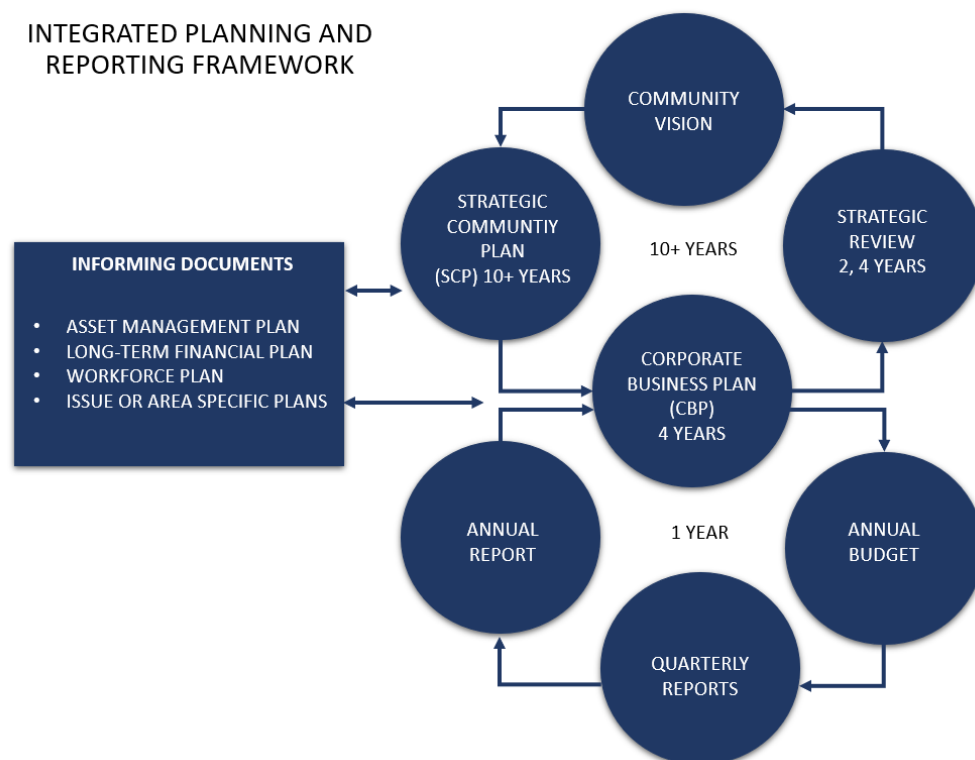 INTEGRATED PLANNING AND
REPORTING FRAMEWORK
COMMUNITY
VISION
STRATEGIC
COMMUNTIY
PLAN
(SCP) 10+ YEARS
10+ YEARS
STRATEGIC
REVIEW
2, 4 YEARS
INFORMING DOCUMENTS
• ASSET MANAGEMENT PLAN
• LONG-TERM FINANCIAL PLAN
• WORKFORCE PLAN
• ISSUE OR AREA SPECIFIC PLANS
CORPORATE
BUSINESS PLAN
(CBP)
4 YEARS
ANNUAL
REPORT
1 YEAR
ANNUAL
BUDGET
QUARTERLY
REPORTS